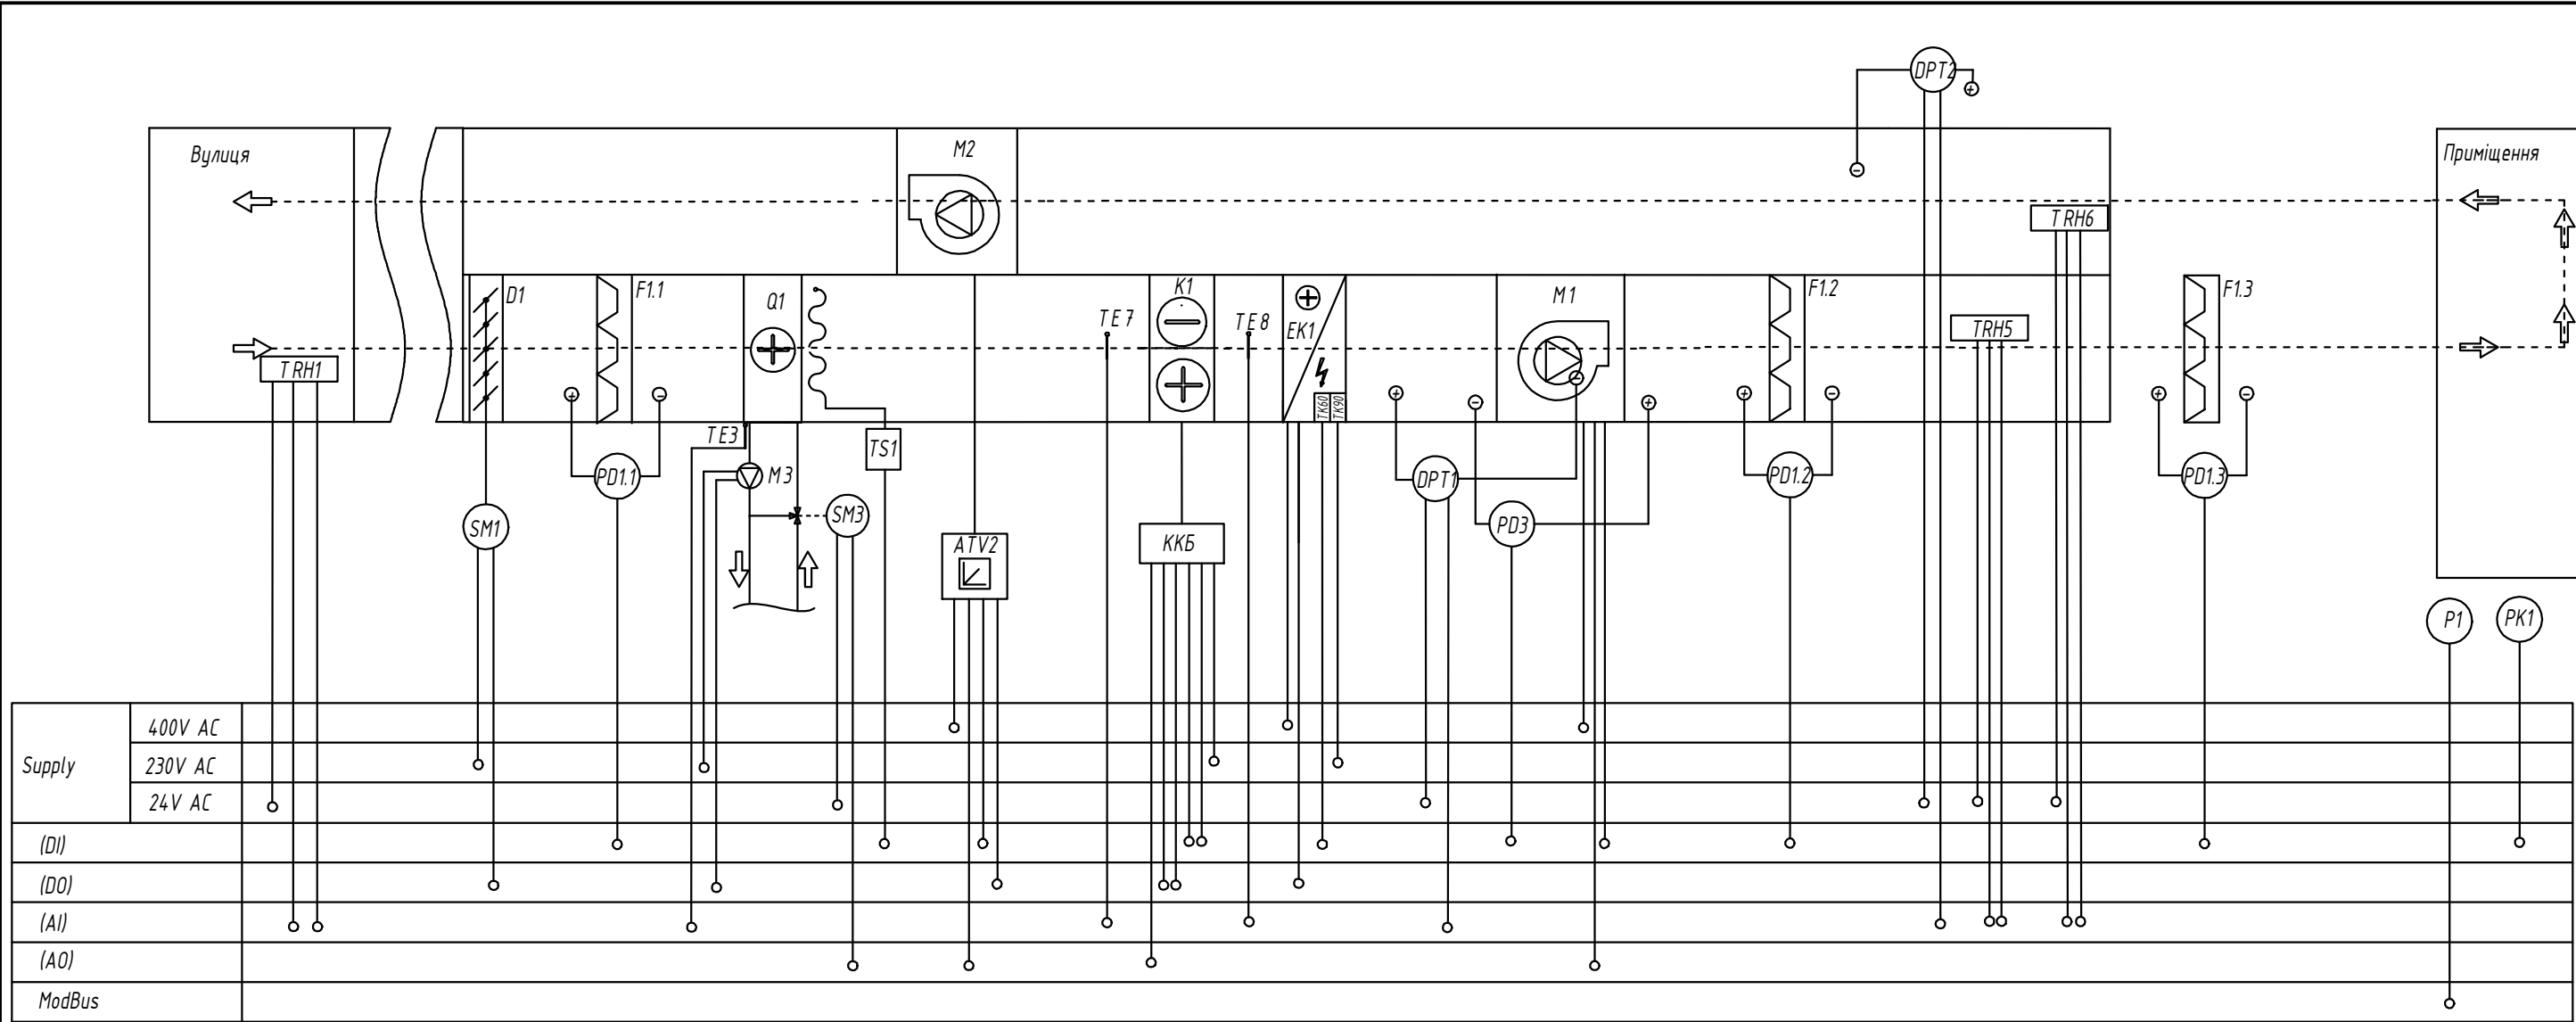 DPT2
Вулиця
M2
Приміщення
TRH6
D1
F1.1
Q1
TE7
K1
TE8
EK1
M1
F1.2
TRH5
F1.3
TRH1
TK60
TK90
TE3
TS1
PD1.1
M3
DPT1
PD1.2
PD1.3
SM1
SM3
PD3
ATV2
ККБ
P1
PK1
Supply
400V AC
230V AC
24V AC
(DI)
(DO)
(AI)
(AO)
ModBus